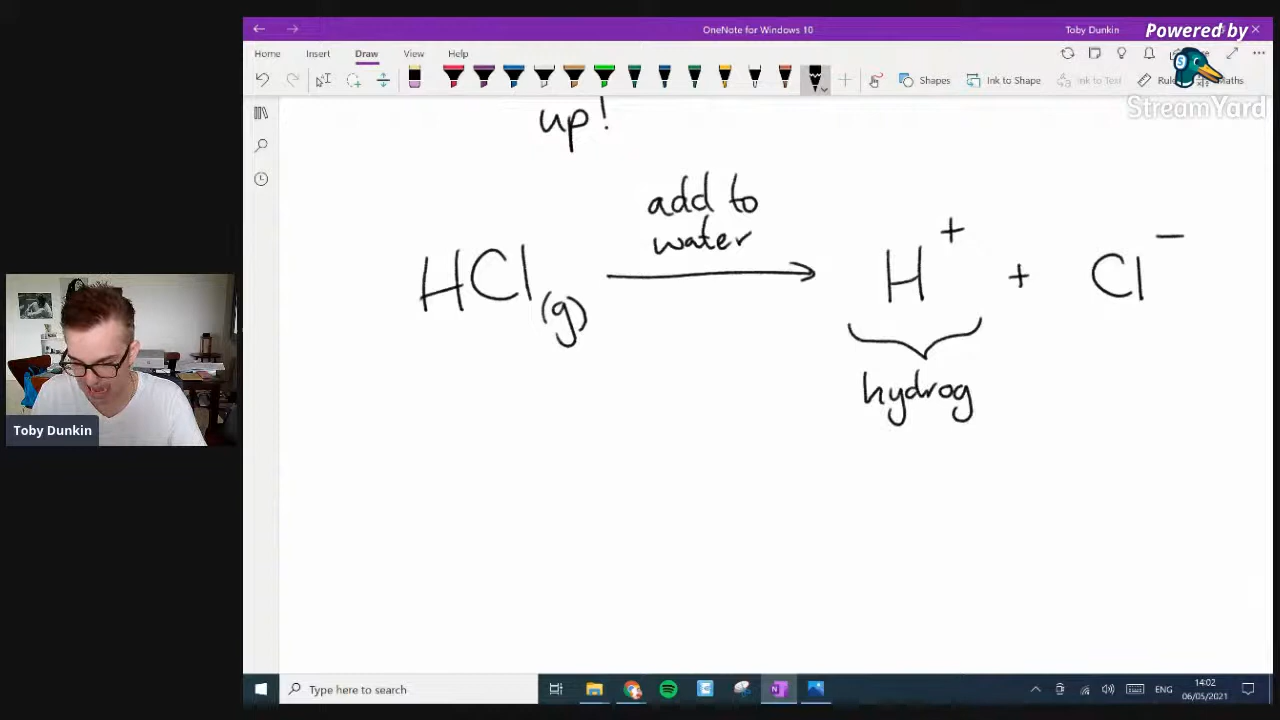 OneNote for Windows 10
Toby Dunkin
Powered by
StreamYard
Home Insert Draw View Help
Shapes Ink to Shape Ink to Text Maths
up!
add to
water
HCl(g) → H+ + Cl−
hydrog
Toby Dunkin
Type here to search
ENG
14:02
06/05/2021